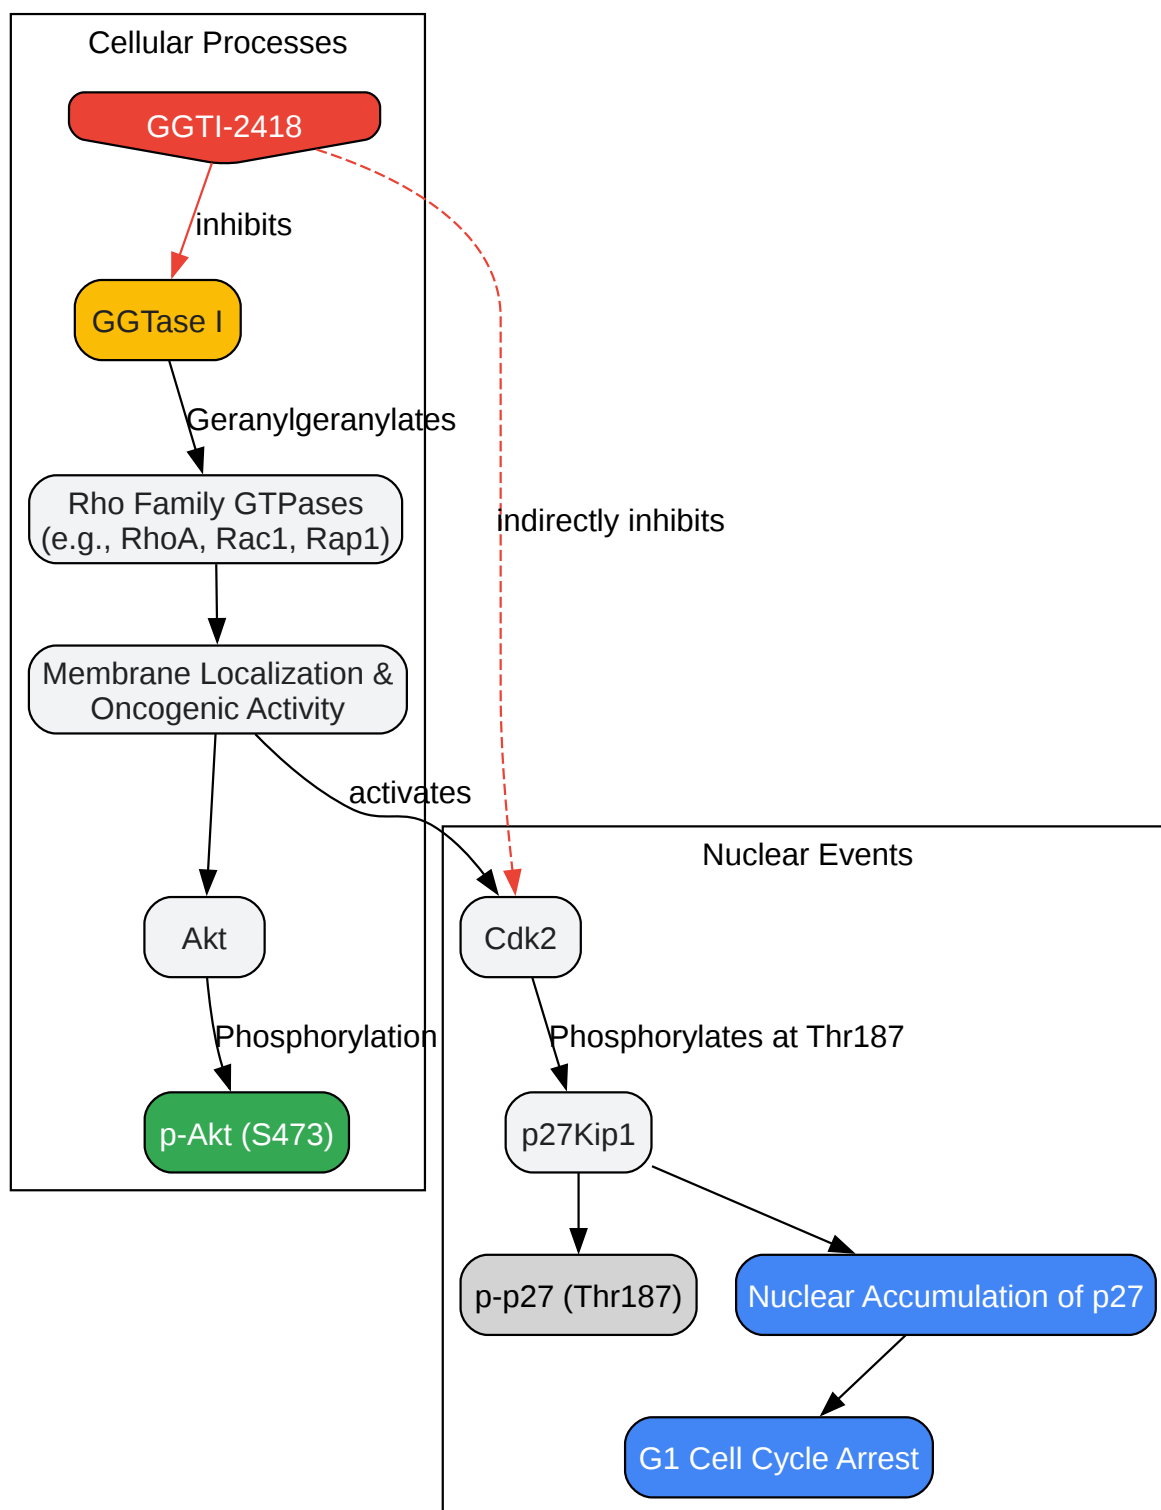 Cellular Processes
GGTI-2418
inhibits
GGTase I
Geranylgeranylates
Rho Family GTPases
(e.g., RhoA, Rac1, Rap1)
indirectly inhibits
Membrane Localization &
Oncogenic Activity
activates
Nuclear Events
Akt
Cdk2
Phosphorylation
Phosphorylates at Thr187
p-Akt (S473)
p27Kip1
p-p27 (Thr187)
Nuclear Accumulation of p27
G1 Cell Cycle Arrest